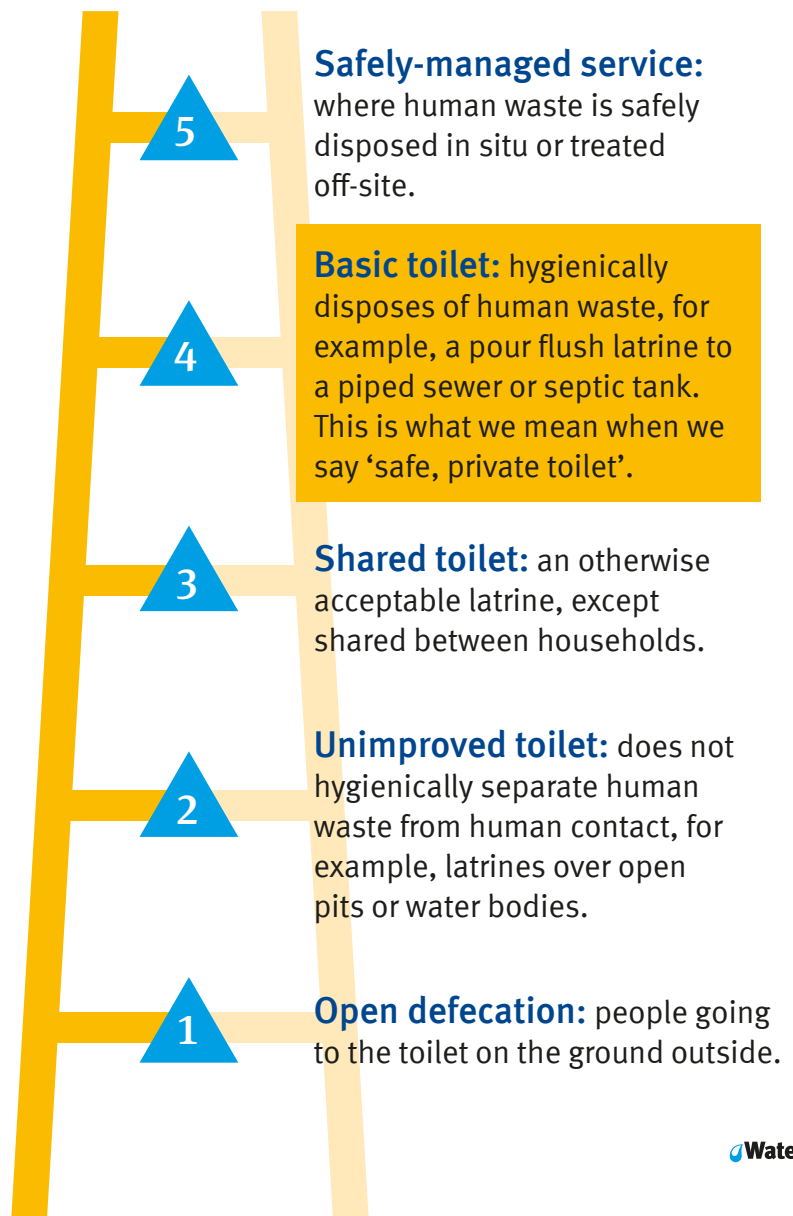 5
Safely-managed service:
where human waste is safely
disposed in situ or treated
off-site.
4
Basic toilet: hygienically
disposes of human waste, for
example, a pour flush latrine to
a piped sewer or septic tank.
This is what we mean when we
say ‘safe, private toilet’.
3
Shared toilet: an otherwise
acceptable latrine, except
shared between households.
2
Unimproved toilet: does not
hygienically separate human
waste from human contact, for
example, latrines over open
pits or water bodies.
1
Open defecation: people going
to the toilet on the ground outside.
Wate